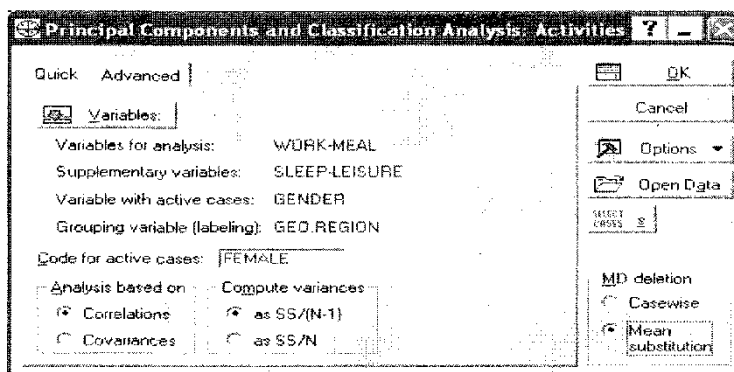 Principal Components and Classification Analysis: Activities ? _
Quick Advanced
Variables:
Variables for analysis: WORK-MEAL
Supplementary variables: SLEEP-LEISURE
Variable with active cases: GENDER
Grouping variable (labeling): GEO.REGION
Code for active cases: FEMALE
Analysis based on
Correlations
Covariances
Compute variances
as SS/(N-1)
as SS/N
OK
Cancel
Options
Open Data
SELECT
CASES S
MD deletion
Casewise
Mean
substitution